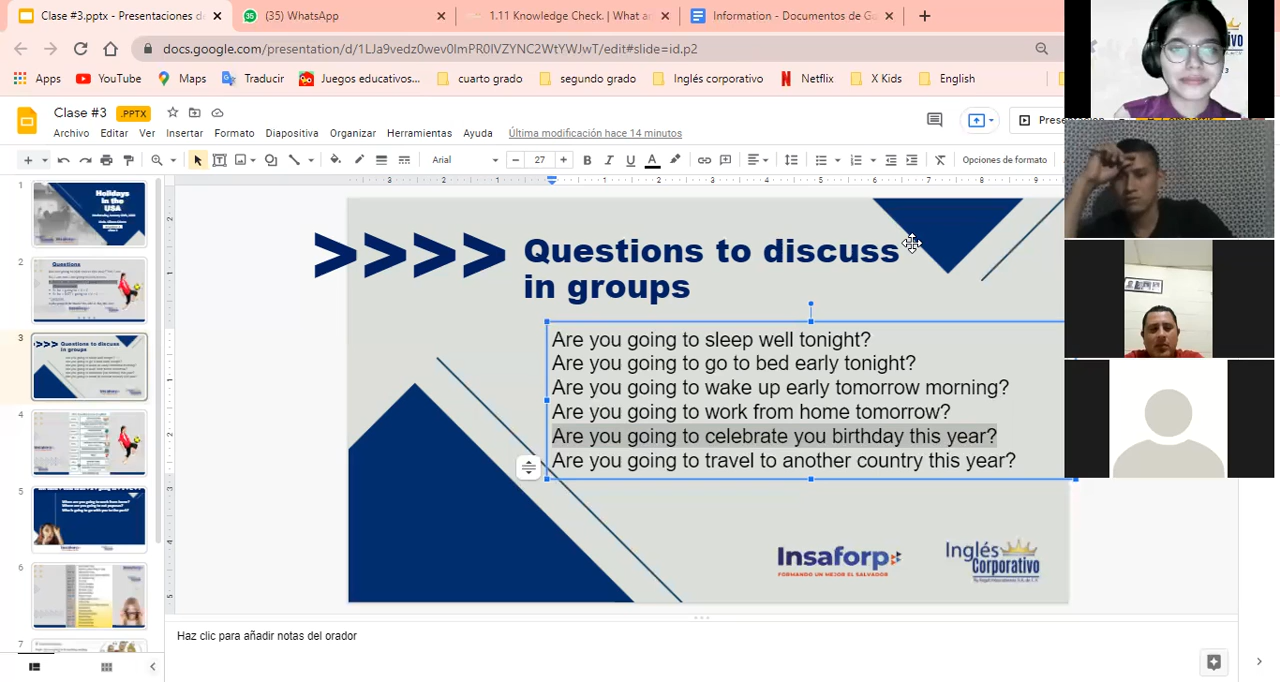 Clase #3.pptx - Presentaciones d
(35) WhatsApp
1.11 Knowledge Check. | What a
Information - Documentos de G
docs.google.com/presentation/d/1LJa9vedz0wev0ImPR0IVZYNC2WtYWJwT/edit#slide=id.p2
Apps
YouTube
Maps
Traducir
Juegos educativos...
cuarto grado
segundo grado
Inglés corporativo
Netflix
X Kids
English
Clase #3
.PPTX
Archivo
Editar
Ver
Insertar
Formato
Diapositiva
Organizar
Herramientas
Ayuda
Última modificación hace 14 minutos
Arial
27
Opciones de formato
1
Holidays
in the
USA
2
Questions
3
>>>> Questions to discuss
in groups
4
5
6
7
>>>> Questions to discuss
in groups
Are you going to sleep well tonight?
Are you going to go to bed early tonight?
Are you going to wake up early tomorrow morning?
Are you going to work from home tomorrow?
Are you going to celebrate you birthday this year?
Are you going to travel to another country this year?
Insaforp
FORMANDO UN MEJOR EL SALVADOR
Inglés
Corporativo
Haz clic para añadir notas del orador